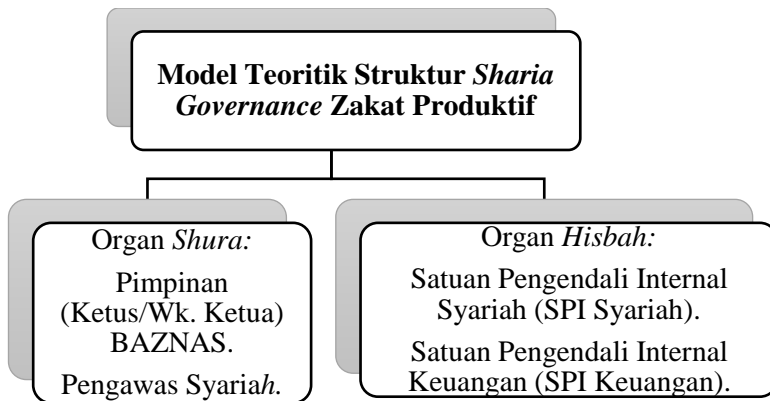 Model Teoritik Struktur Sharia
Governance Zakat Produktif
Organ Shura:
Pimpinan
(Ketus/Wk. Ketua)
BAZNAS.
Pengawas Syariah.
Organ Hisbah:
Satuan Pengendali Internal
Syariah (SPI Syariah).
Satuan Pengendali Internal
Keuangan (SPI Keuangan).